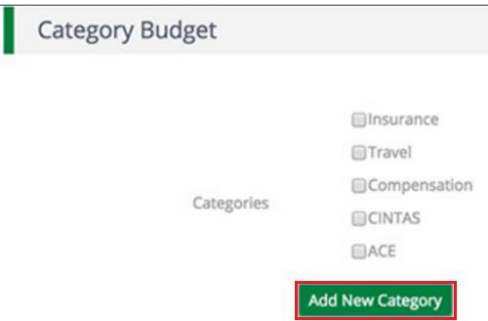 Category Budget
Insurance
Travel
Compensation
Categories
CINTAS
ACE
Add New Category